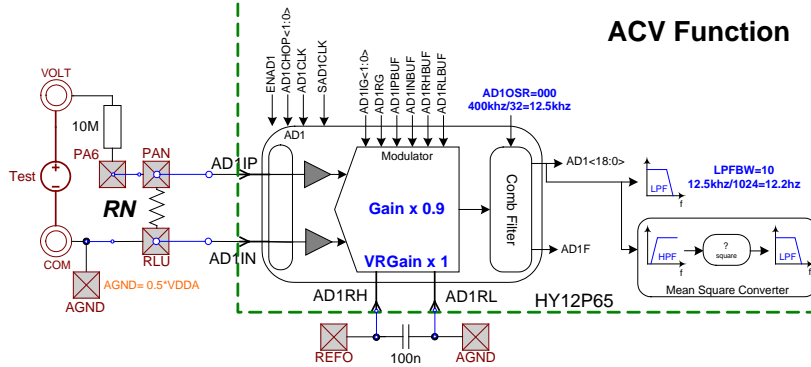 ACV Function
VOLT
10M
PA6
PAN
Test
RN
COM
RLU
AGND
AGND= 0.5*VDDA
AD1IP
AD1IN
ENAD1
AD1CHOP<1:0>
AD1CLK
SAD1CLK
AD1IG<1:0>
AD1RG
AD1IPBUF
AD1INBUF
AD1RHBUF
AD1RLBUF
AD1OSR=000
400khz/32=12.5khz
AD1
Modulator
Gain x 0.9
VRGain x 1
Comb Filter
AD1<18:0>
AD1F
LPF
f
LPFBW=10
12.5khz/1024=12.2hz
HPF
f
?
square
LPF
f
Mean Square Converter
AD1RH
AD1RL
HY12P65
REFO
100n
AGND